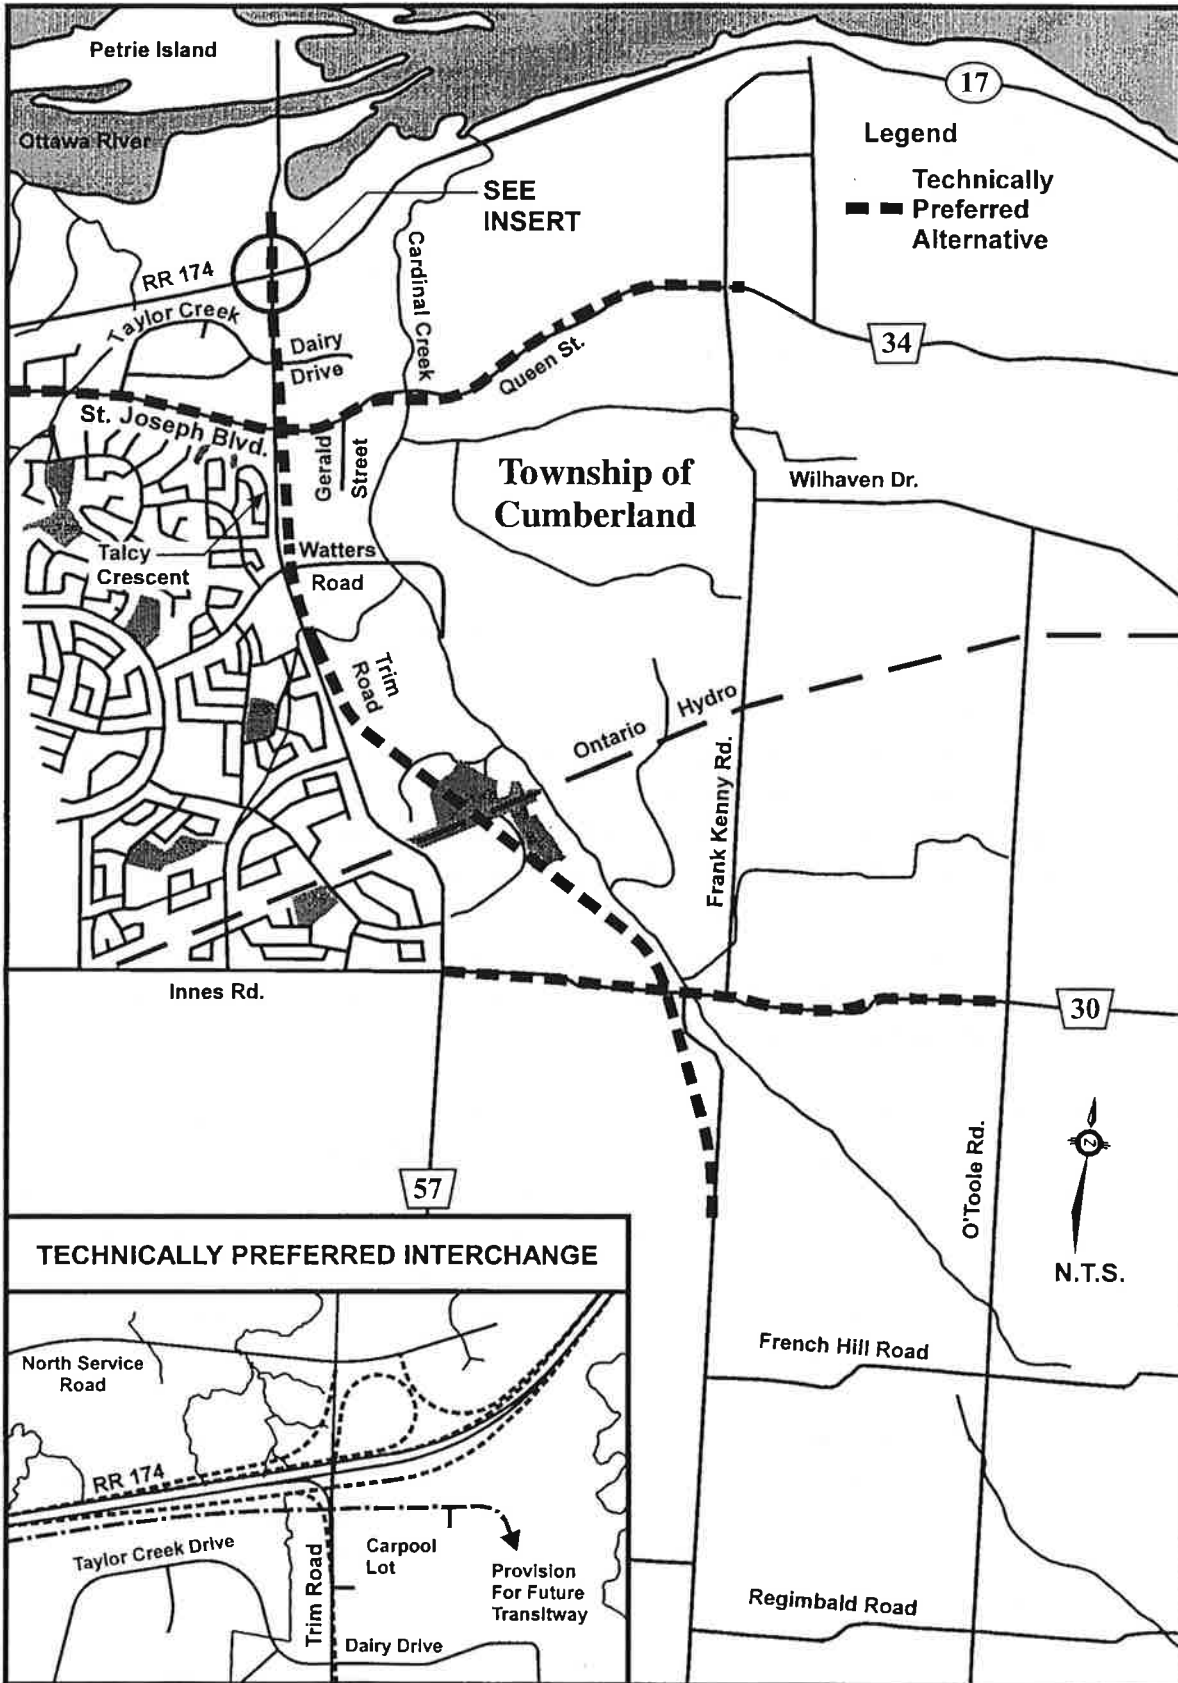 Petrie Island
17
Ottawa River
Legend
Technically
Preferred
Alternative
SEE
INSERT
RR 174
Cardinal Creek
Taylor Creek
Dairy
Drive
34
Queen St.
St. Joseph Blvd.
Gerald
Street
Township of
Cumberland
Wilhaven Dr.
Talcy
Crescent
Watters
Road
Trim
Road
Ontario Hydro
Frank Kenny Rd.
Innes Rd.
30
O'Toole Rd.
Z
N.T.S.
57
TECHNICALLY PREFERRED INTERCHANGE
North Service
Road
RR 174
Taylor Creek Drive
Trim Road
Carpool
Lot
Provision
For Future
Transitway
Dairy Drive
French Hill Road
Regimbald Road